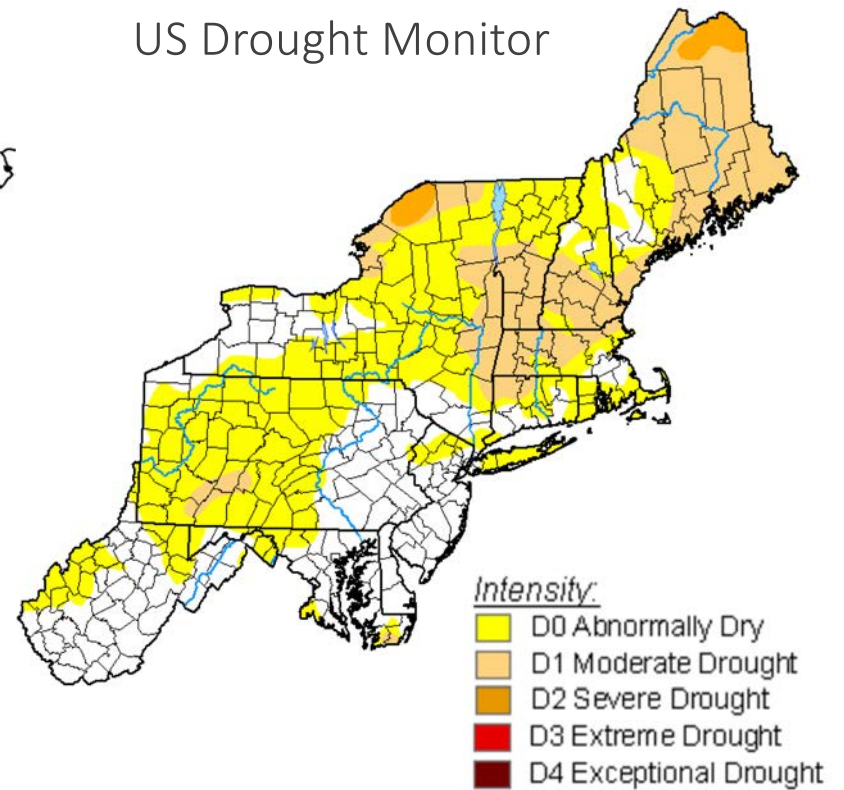 US Drought Monitor
Intensity:
D0 Abnormally Dry
D1 Moderate Drought
D2 Severe Drought
D3 Extreme Drought
D4 Exceptional Drought